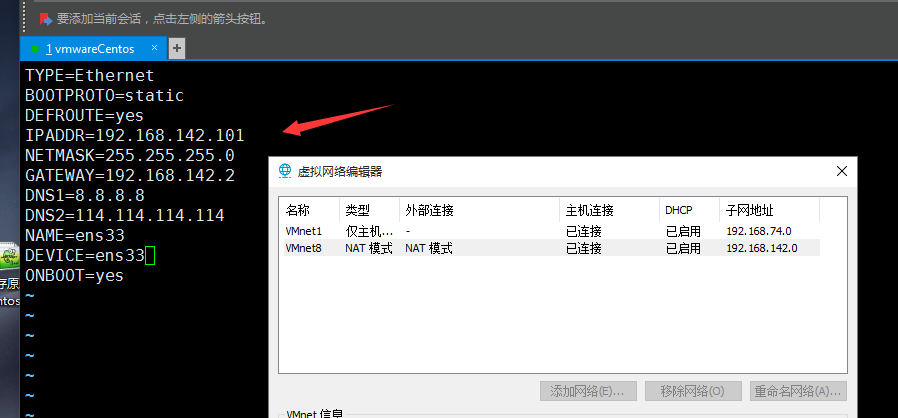 要添加当前会话，点击左侧的箭头按钮。
1 vmwareCentos × +
TYPE=Ethernet
BOOTPROTO=static
DEFROUTE=yes
IPADDR=192.168.142.101
NETMASK=255.255.255.0
GATEWAY=192.168.142.2
DNS1=8.8.8.8
DNS2=114.114.114.114
NAME=ens33
DEVICE=ens33
ONBOOT=yes
~
~
~
~
~
~
虚拟网络编辑器
名称 类型 外部连接 主机连接 DHCP 子网地址
VMnet1 仅主机... - 已连接 已启用 192.168.74.0
VMnet8 NAT 模式 NAT 模式 已连接 已启用 192.168.142.0
添加网络(E)... 移除网络(O) 重命名网络(A)...
VMnet 信息